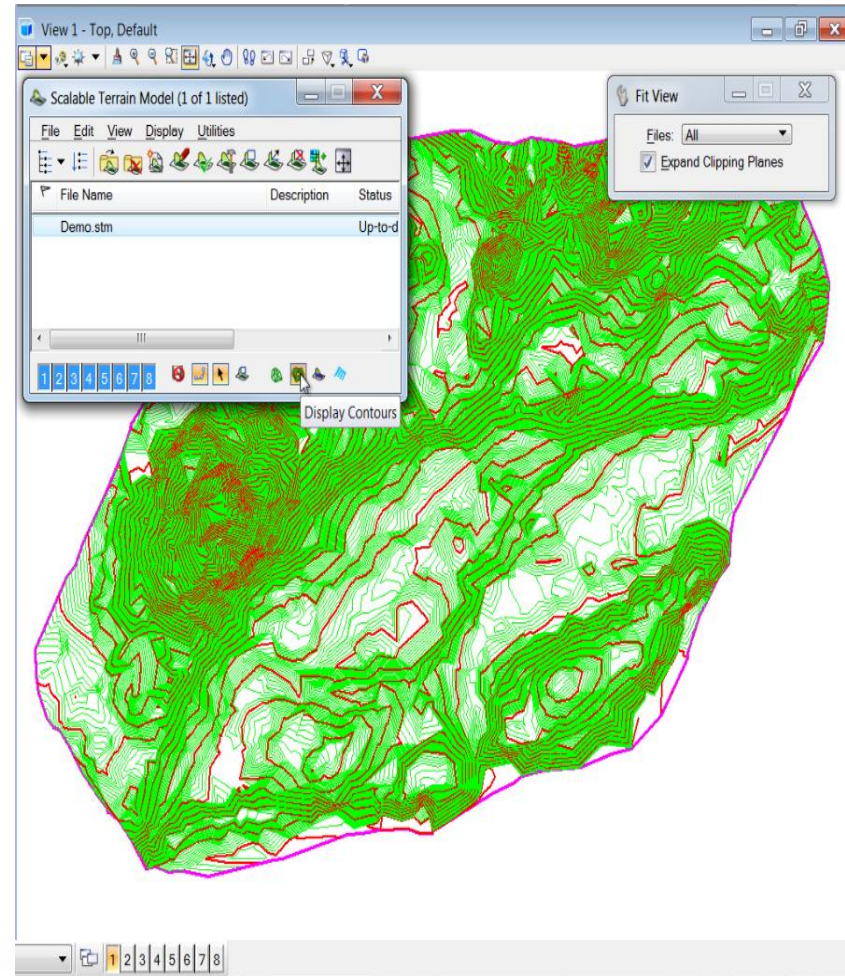 View 1 - Top, Default
Scalable Terrain Model (1 of 1 listed)
File Edit View Display Utilities
File Name Description Status
Demo.stm Up-to-d
1 2 3 4 5 6 7 8
Display Contours
Fit View
Files: All
Expand Clipping Planes
1 2 3 4 5 6 7 8